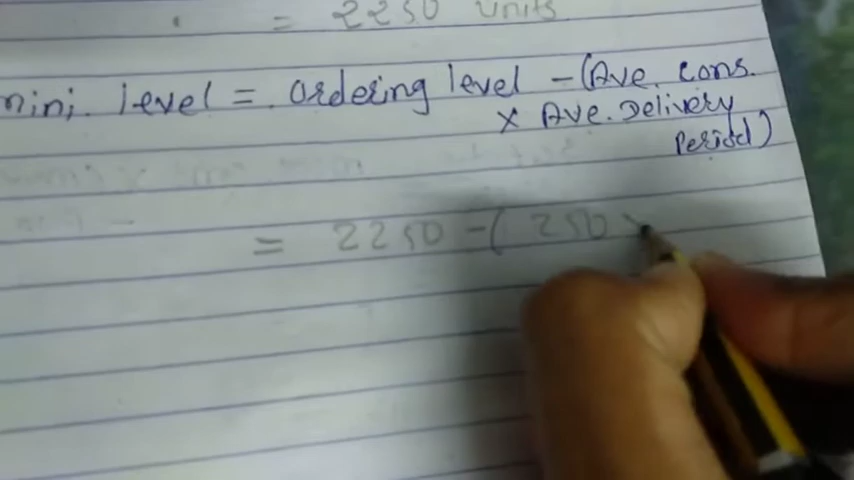 = 2250 units
mini. level = ordering level - (Ave. Cons.
x Ave. Delivery
Period)
= 2250 - ( 250 x